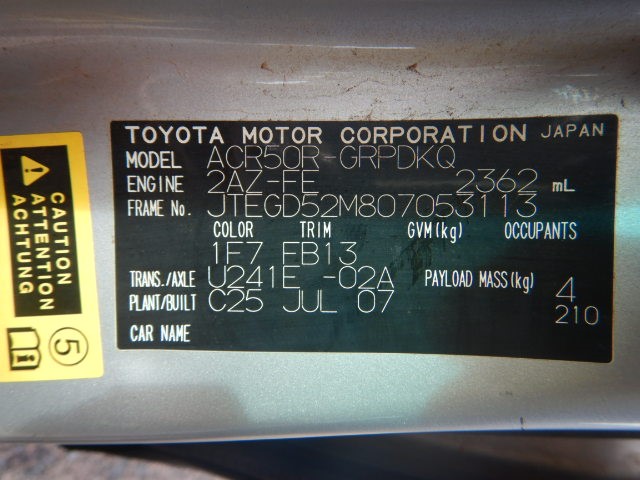 TOYOTA MOTOR CORPORATION JAPAN
MODEL ACR50R-GRPDKQ
ENGINE 2AZ-FE 2362 mL
FRAME No. JTEGD52M807053113
COLOR TRIM GVM(kg) OCCUPANTS
1F7 FB13
TRANS./AXLE U241E -02A PAYLOAD MASS(kg) 4
PLANT/BUILT C25 JUL 07 210
CAR NAME
CAUTION
ATTENTION
ACHTUNG
5